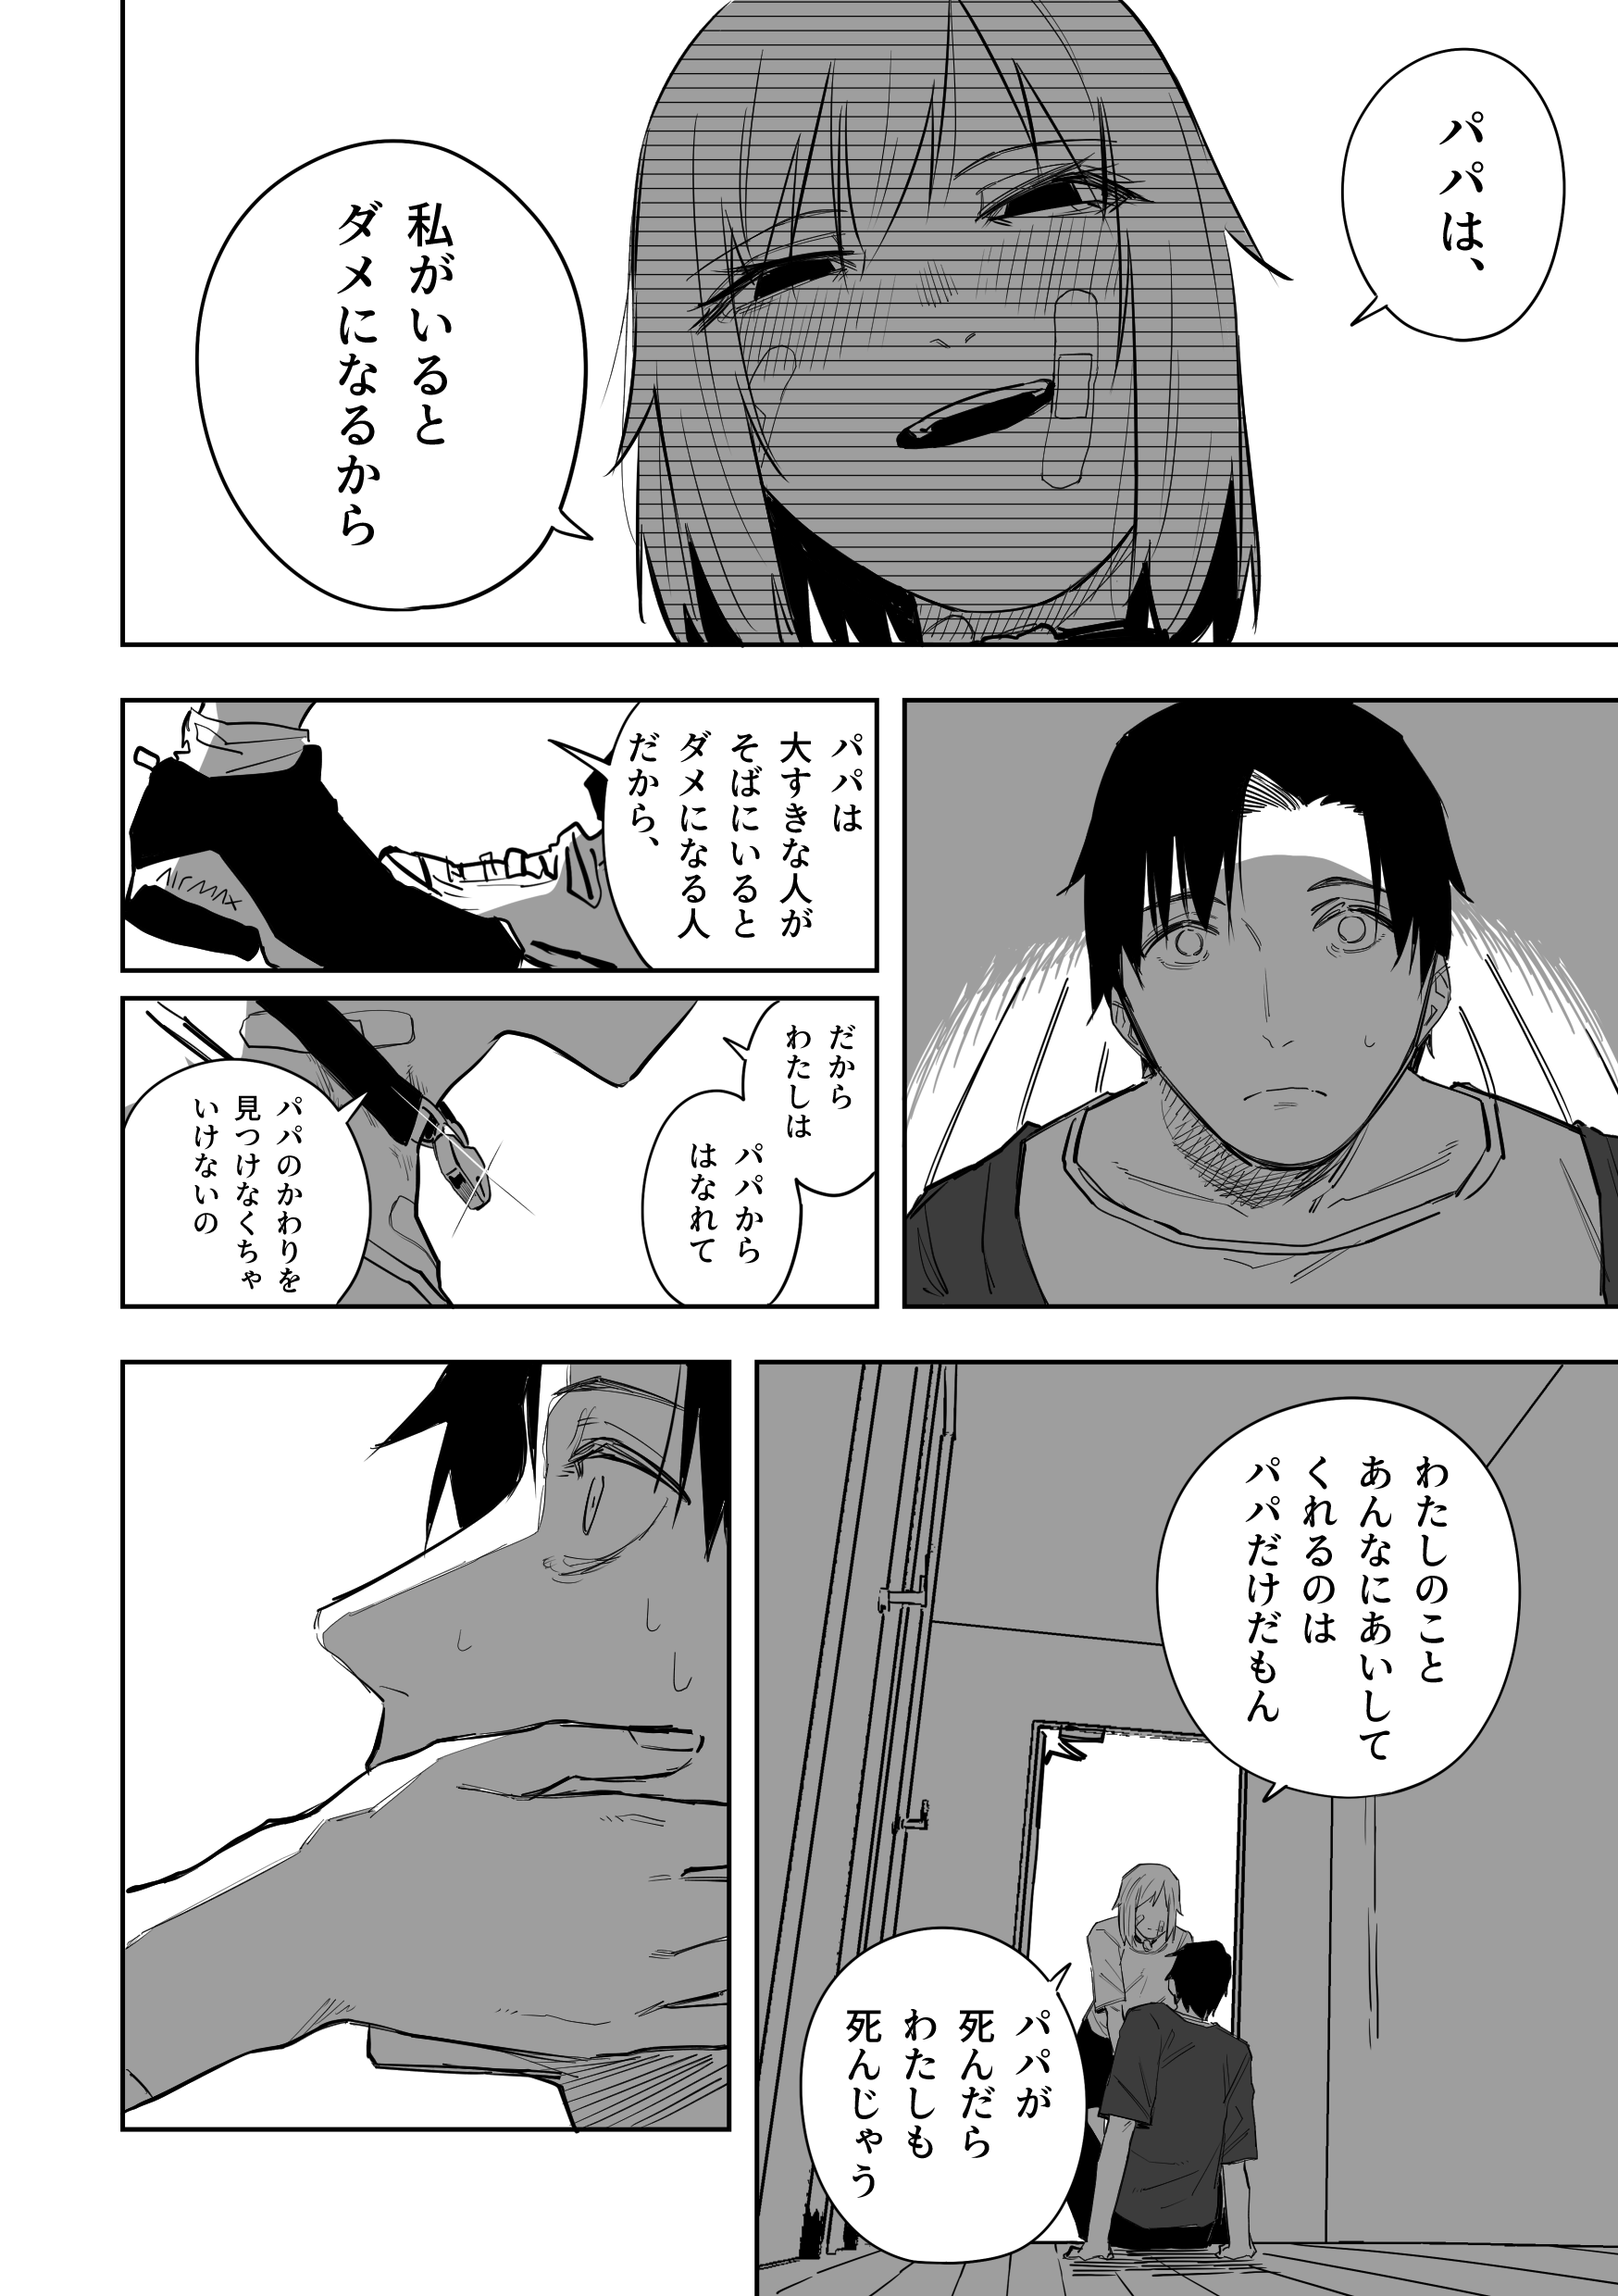 パパは、
私がいると
ダメになるから
パパは
大すきな人が
そばにいると
ダメになる人
だから、
AIRMAX
だから
わたしは
パパから
はなれて
パパのかわりを
見つけなくちゃ
いけないの
わたしのこと
あんなにあいして
くれるのは
パパだけだもん
パパが
死んだら
わたしも
死んじゃう